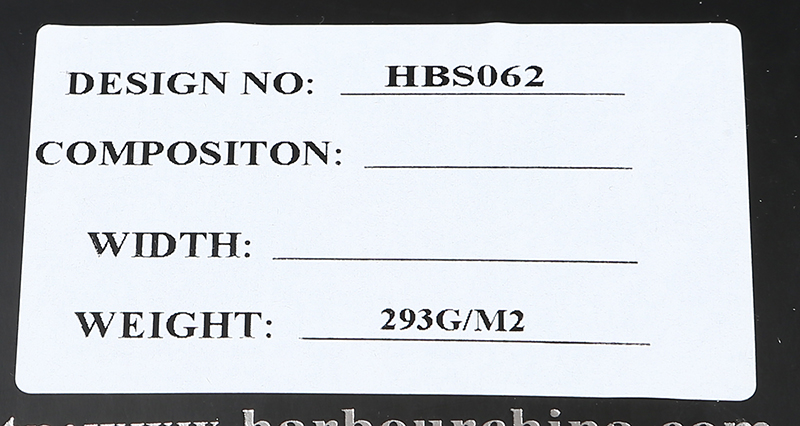 DESIGN NO: HBS062
COMPOSITON:
WIDTH:
WEIGHT: 293G/M2